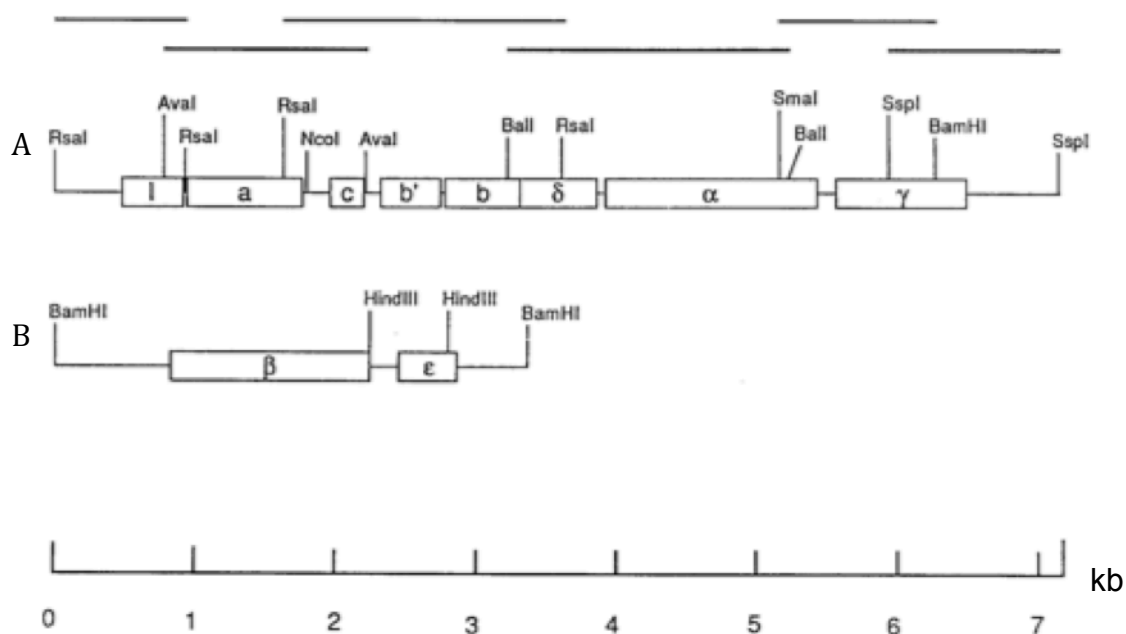 SmaI
AvaI RsaI SspI
A RsaI RsaI NcoI AvaI BalI RsaI BalI BamHI SspI
I a c b' b δ α γ
HindIII HindIII
B BamHI BamHI
β ε
kb
0 1 2 3 4 5 6 7